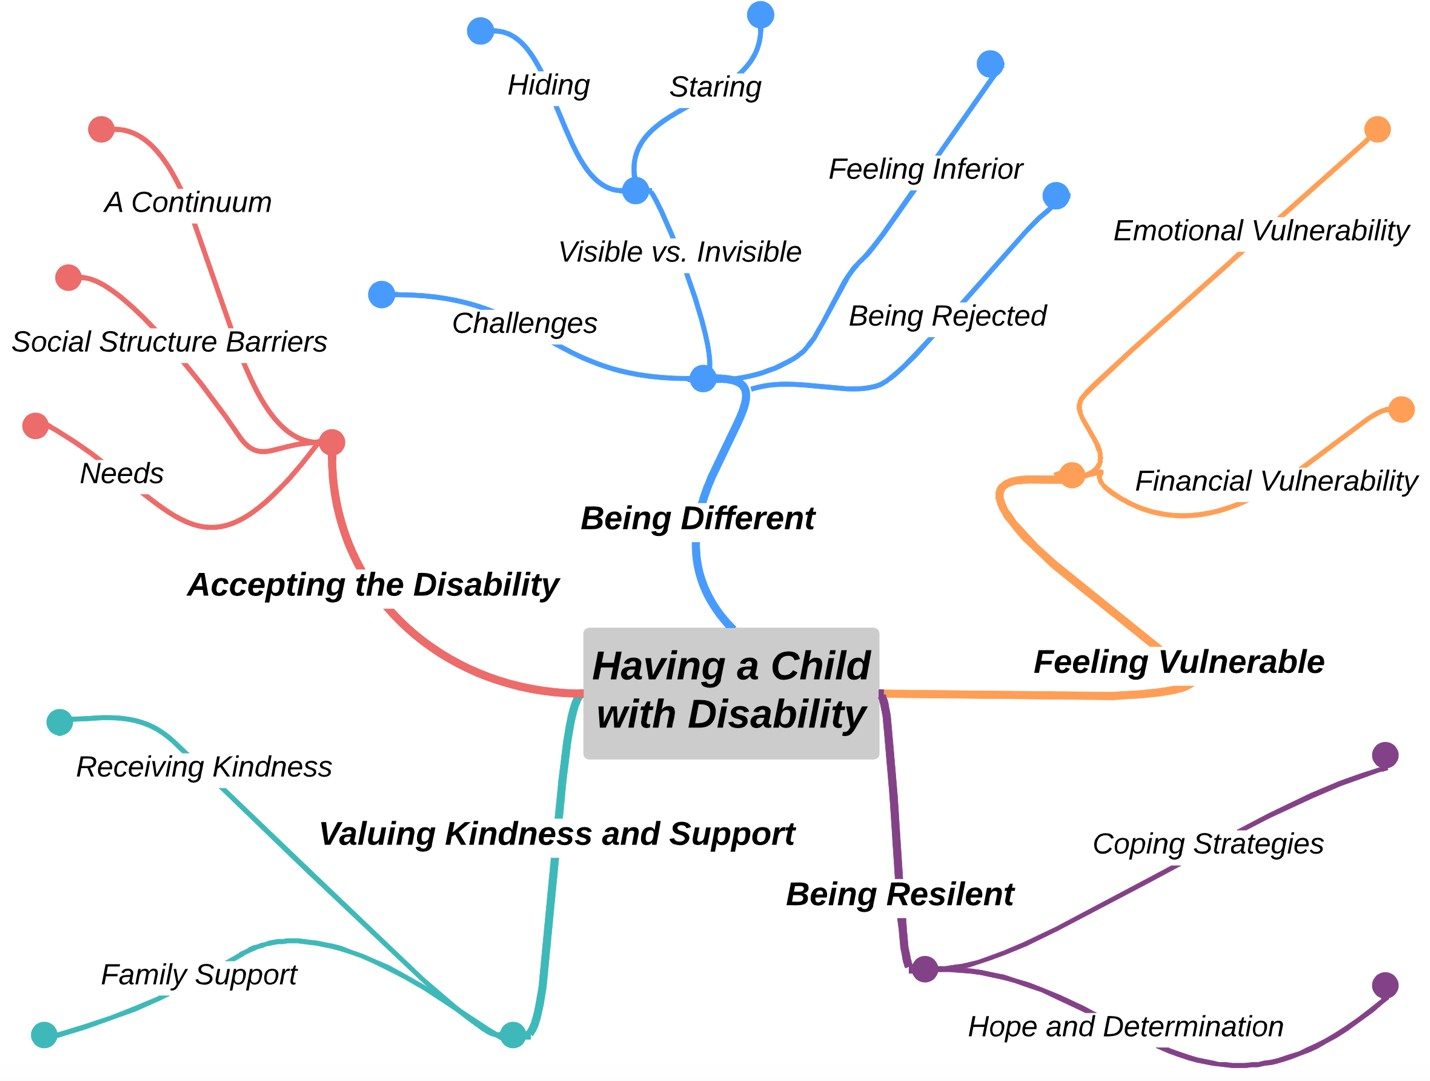 Hiding
Staring
Feeling Inferior
A Continuum
Emotional Vulnerability
Visible vs. Invisible
Being Rejected
Challenges
Social Structure Barriers
Needs
Financial Vulnerability
Being Different
Accepting the Disability
Having a Child
with Disability
Feeling Vulnerable
Receiving Kindness
Valuing Kindness and Support
Coping Strategies
Being Resilent
Family Support
Hope and Determination